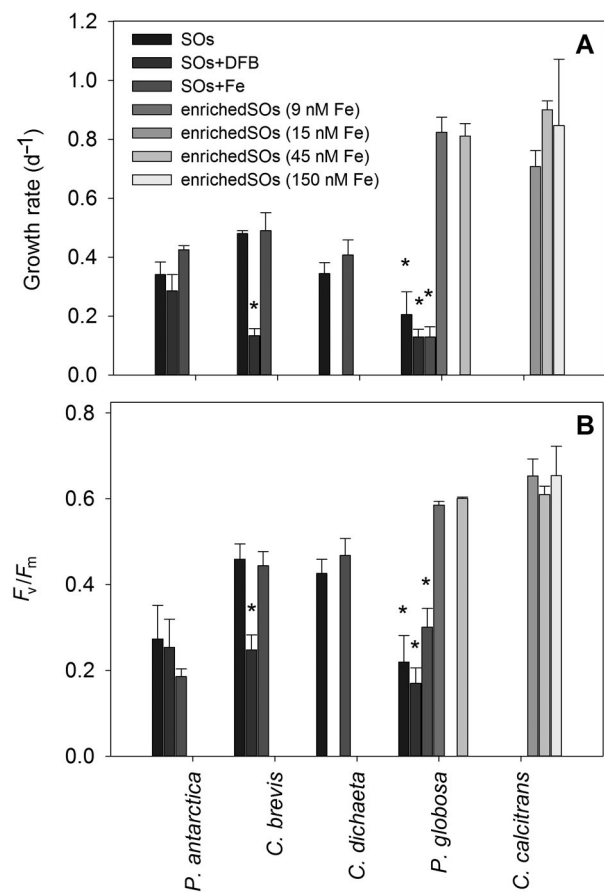 1.2
1.0
0.8
0.6
0.4
0.2
0.0
Growth rate (d⁻¹)
A
SOs
SOs+DFB
SOs+Fe
enrichedSOs (9 nM Fe)
enrichedSOs (15 nM Fe)
enrichedSOs (45 nM Fe)
enrichedSOs (150 nM Fe)
*
*
*
*
0.8
0.6
0.4
0.2
0.0
Fv/Fm
B
*
*
*
*
P. antarctica
C. brevis
C. dichaeta
P. globosa
C. calcitrans